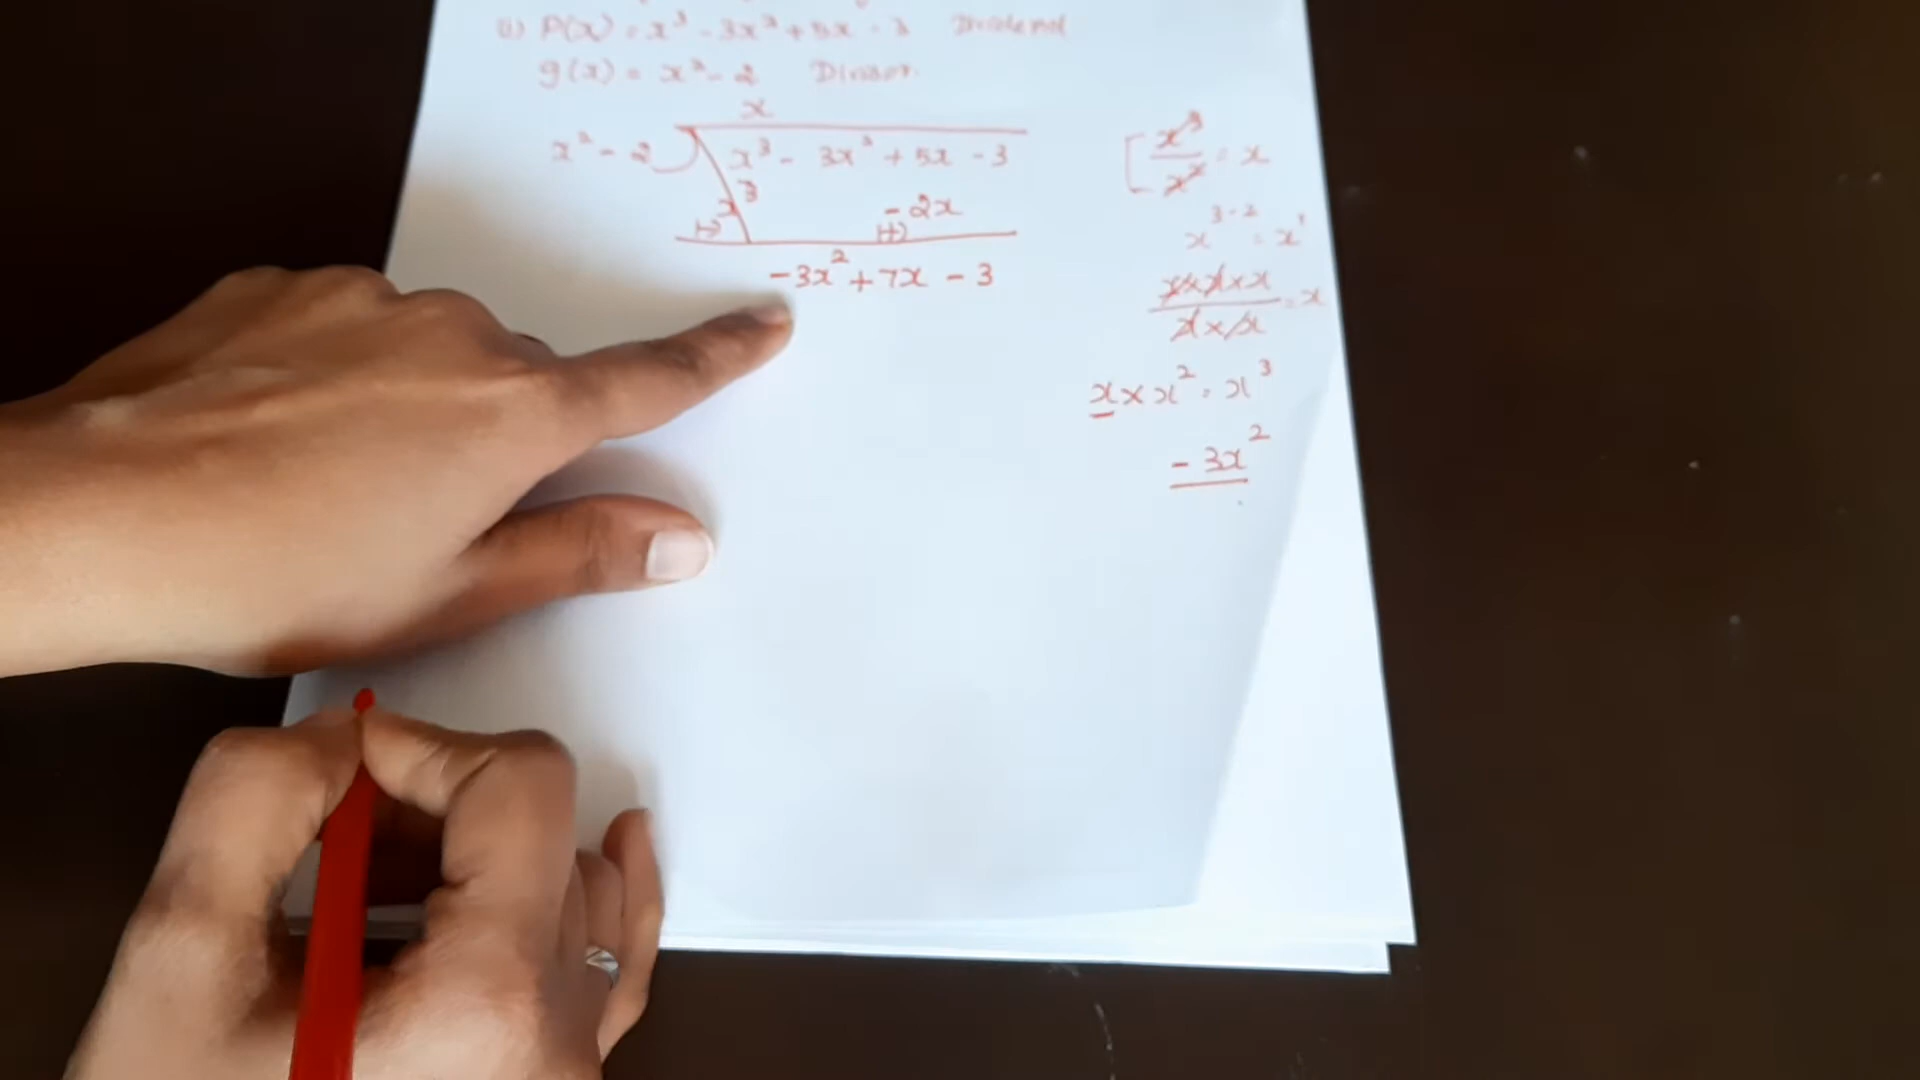 (i) P(x) = x³ - 3x² + 5x - 3 Dividend
g(x) = x² - 2 Divisor
x
x² - 2 ) x³ - 3x² + 5x - 3
x³ - 2x
(-) (+)
-3x² + 7x - 3
[ x³/x² = x
x³⁻² = x¹
x × x × x / x × x = x
x × x² = x³
- 3x²